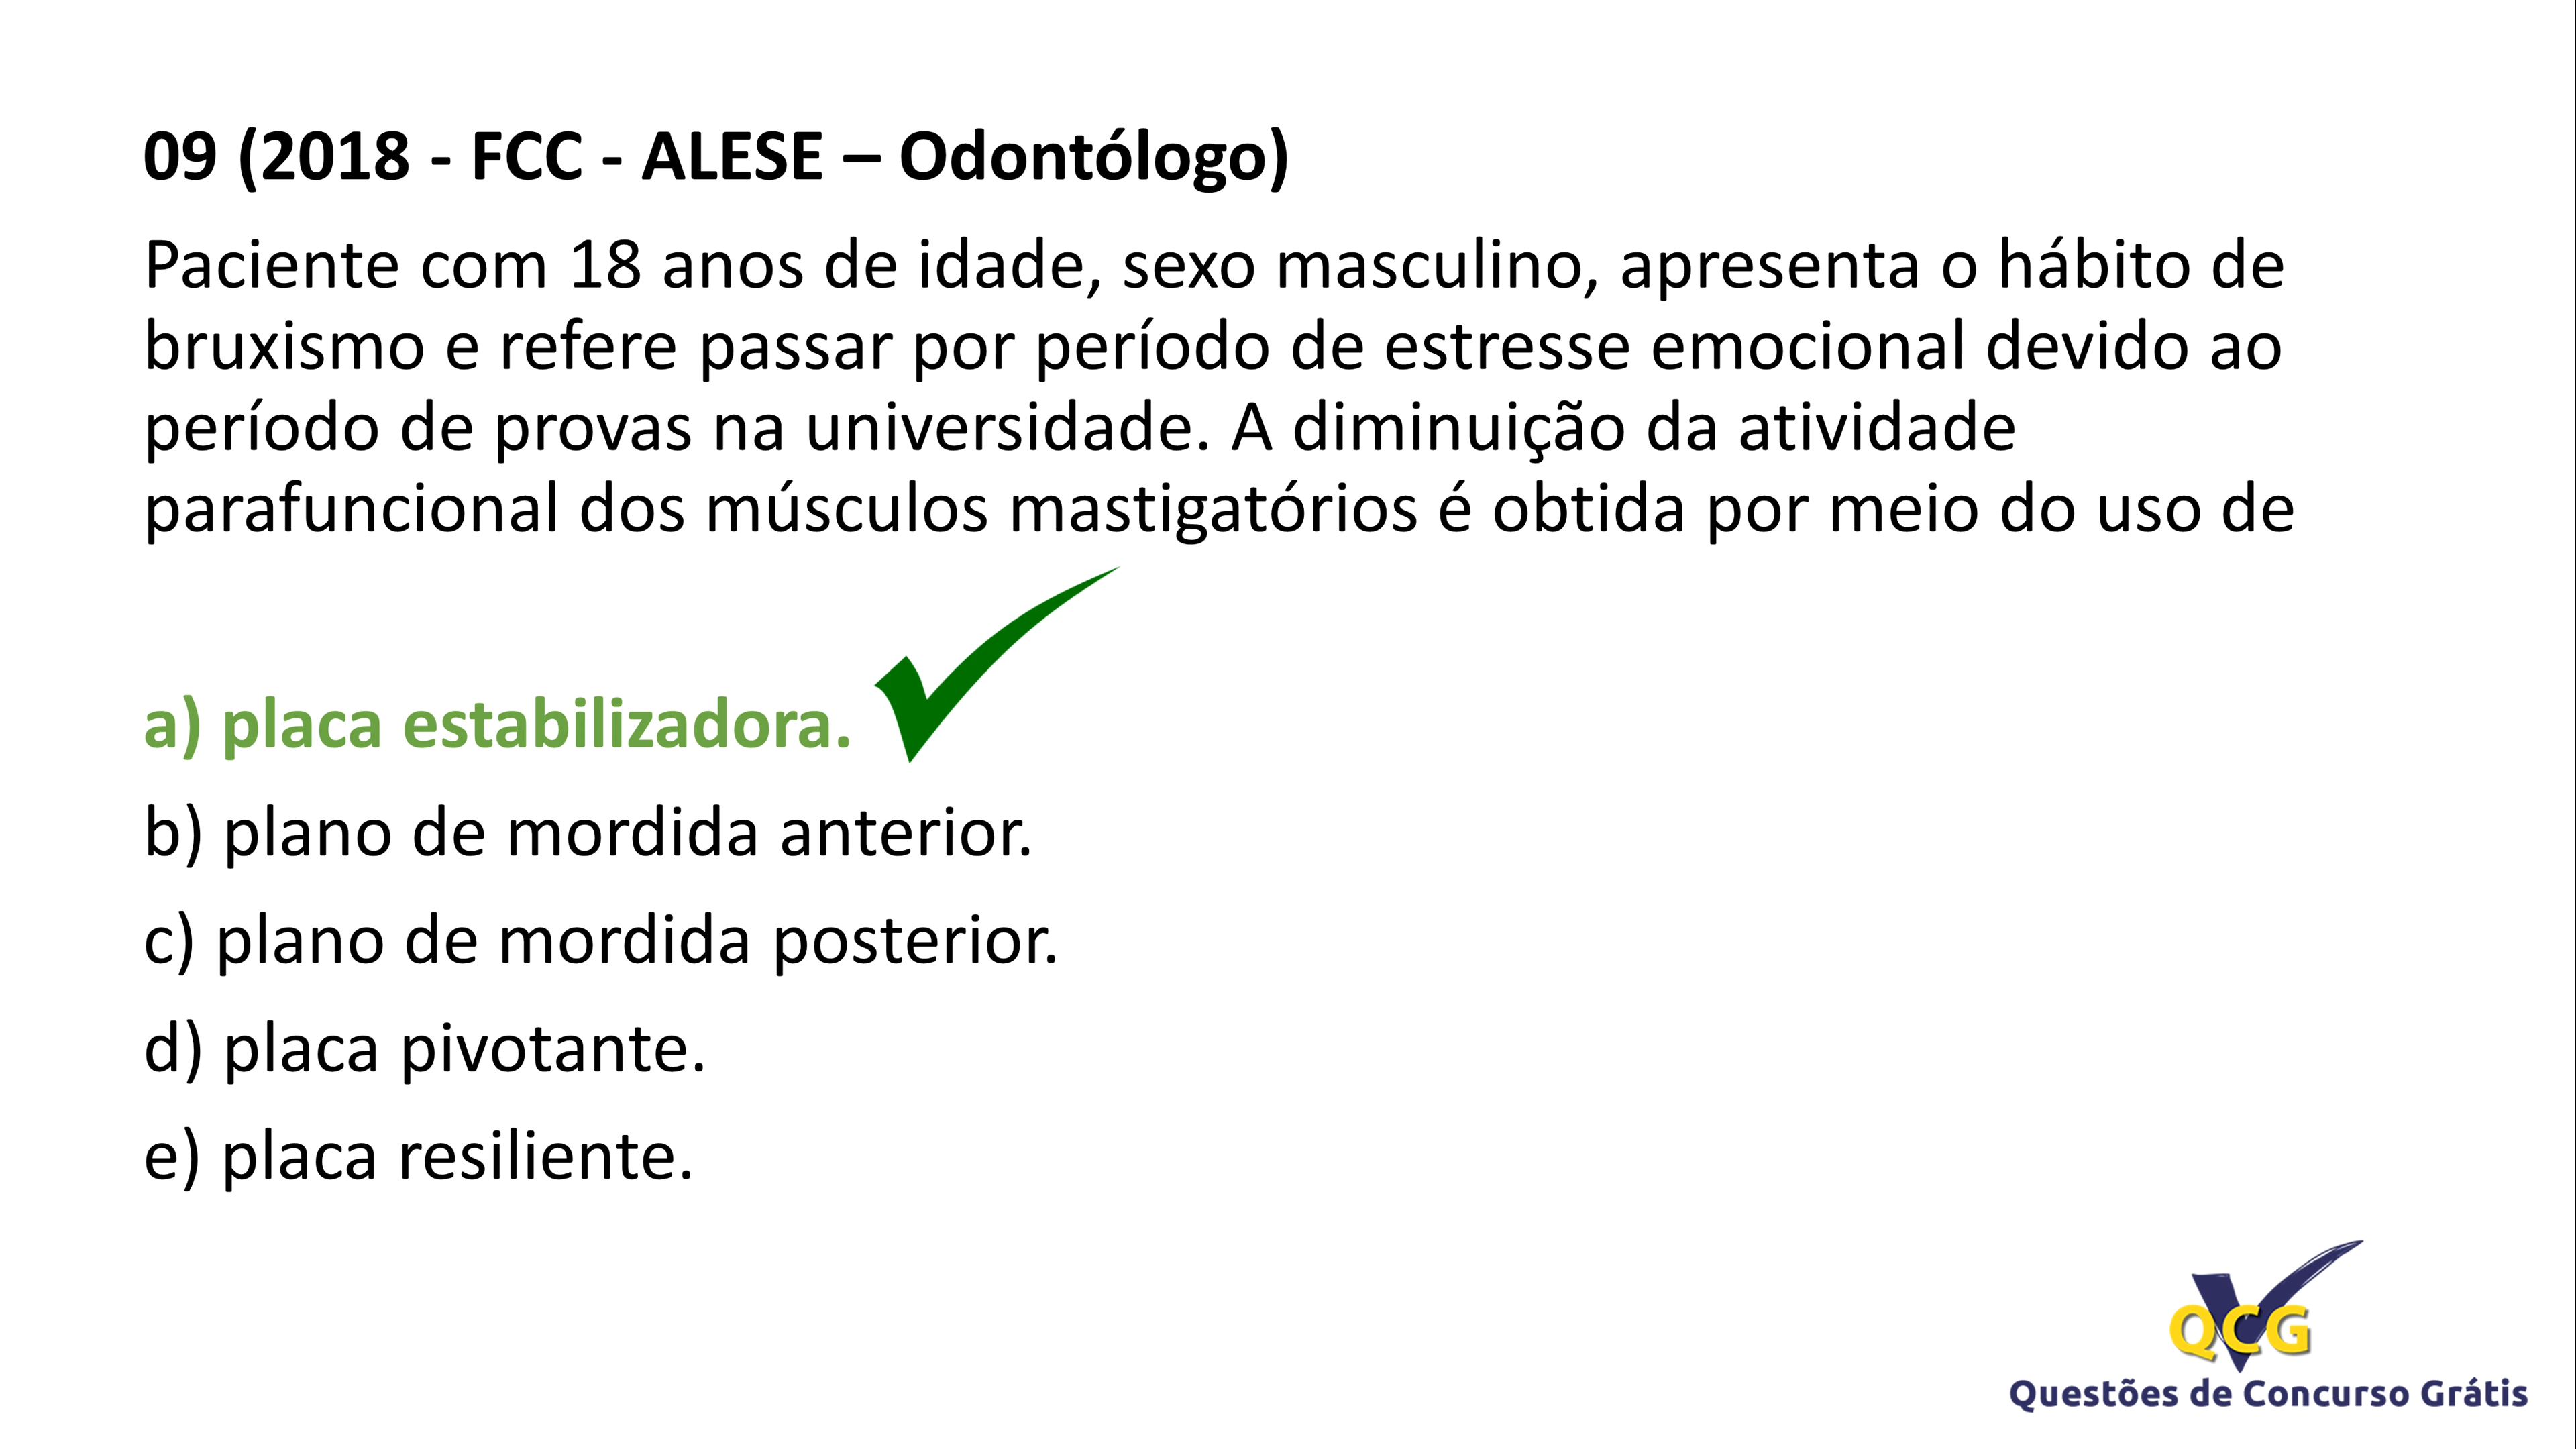 09 (2018 - FCC - ALESE – Odontólogo)
Paciente com 18 anos de idade, sexo masculino, apresenta o hábito de
bruxismo e refere passar por período de estresse emocional devido ao
período de provas na universidade. A diminuição da atividade
parafuncional dos músculos mastigatórios é obtida por meio do uso de
a) placa estabilizadora.
b) plano de mordida anterior.
c) plano de mordida posterior.
d) placa pivotante.
e) placa resiliente.
QCG
Questões de Concurso Grátis